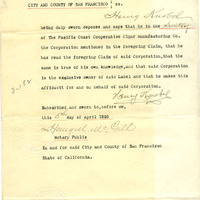 CITY AND COUNTY OF SAN FRANCISCO ) ss.
Henry Knobel
being duly sworn deposes and says that he is the
of The Pacific Coast Cooperative Cigar Manufacturing Co.
the Corporation mentioned in the foregoing Claim, that he
has read the foregoing Claim of said Corporation, that the
same is true of his own knowledge, and that said Corporation
is the exclusive owner of said Label and that he makes this
affidavit for and on behalf of said Corporation.
Henry Knobel
Subscribed and sworn to, before me
this day of April 1896
Notary Public
In and for said City and County of San Francisco
State of California.